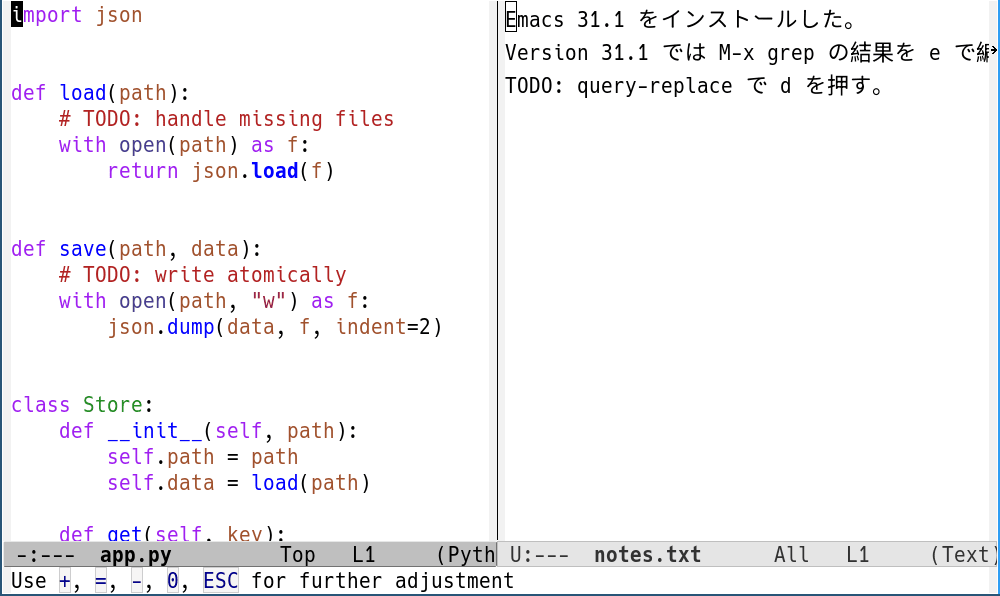 import json
def load(path):
# TODO: handle missing files
with open(path) as f:
return json.load(f)
def save(path, data):
# TODO: write atomically
with open(path, "w") as f:
json.dump(data, f, indent=2)
class Store:
def __init__(self, path):
self.path = path
self.data = load(path)
def get(self, key):
-:--- app.py Top L1 (Pyth
Emacs 31.1 をインストールした。
Version 31.1 では M-x grep の結果を e で編
TODO: query-replace で d を押す。
U:--- notes.txt All L1 (Text)
Use +, =, -, 0, ESC for further adjustment